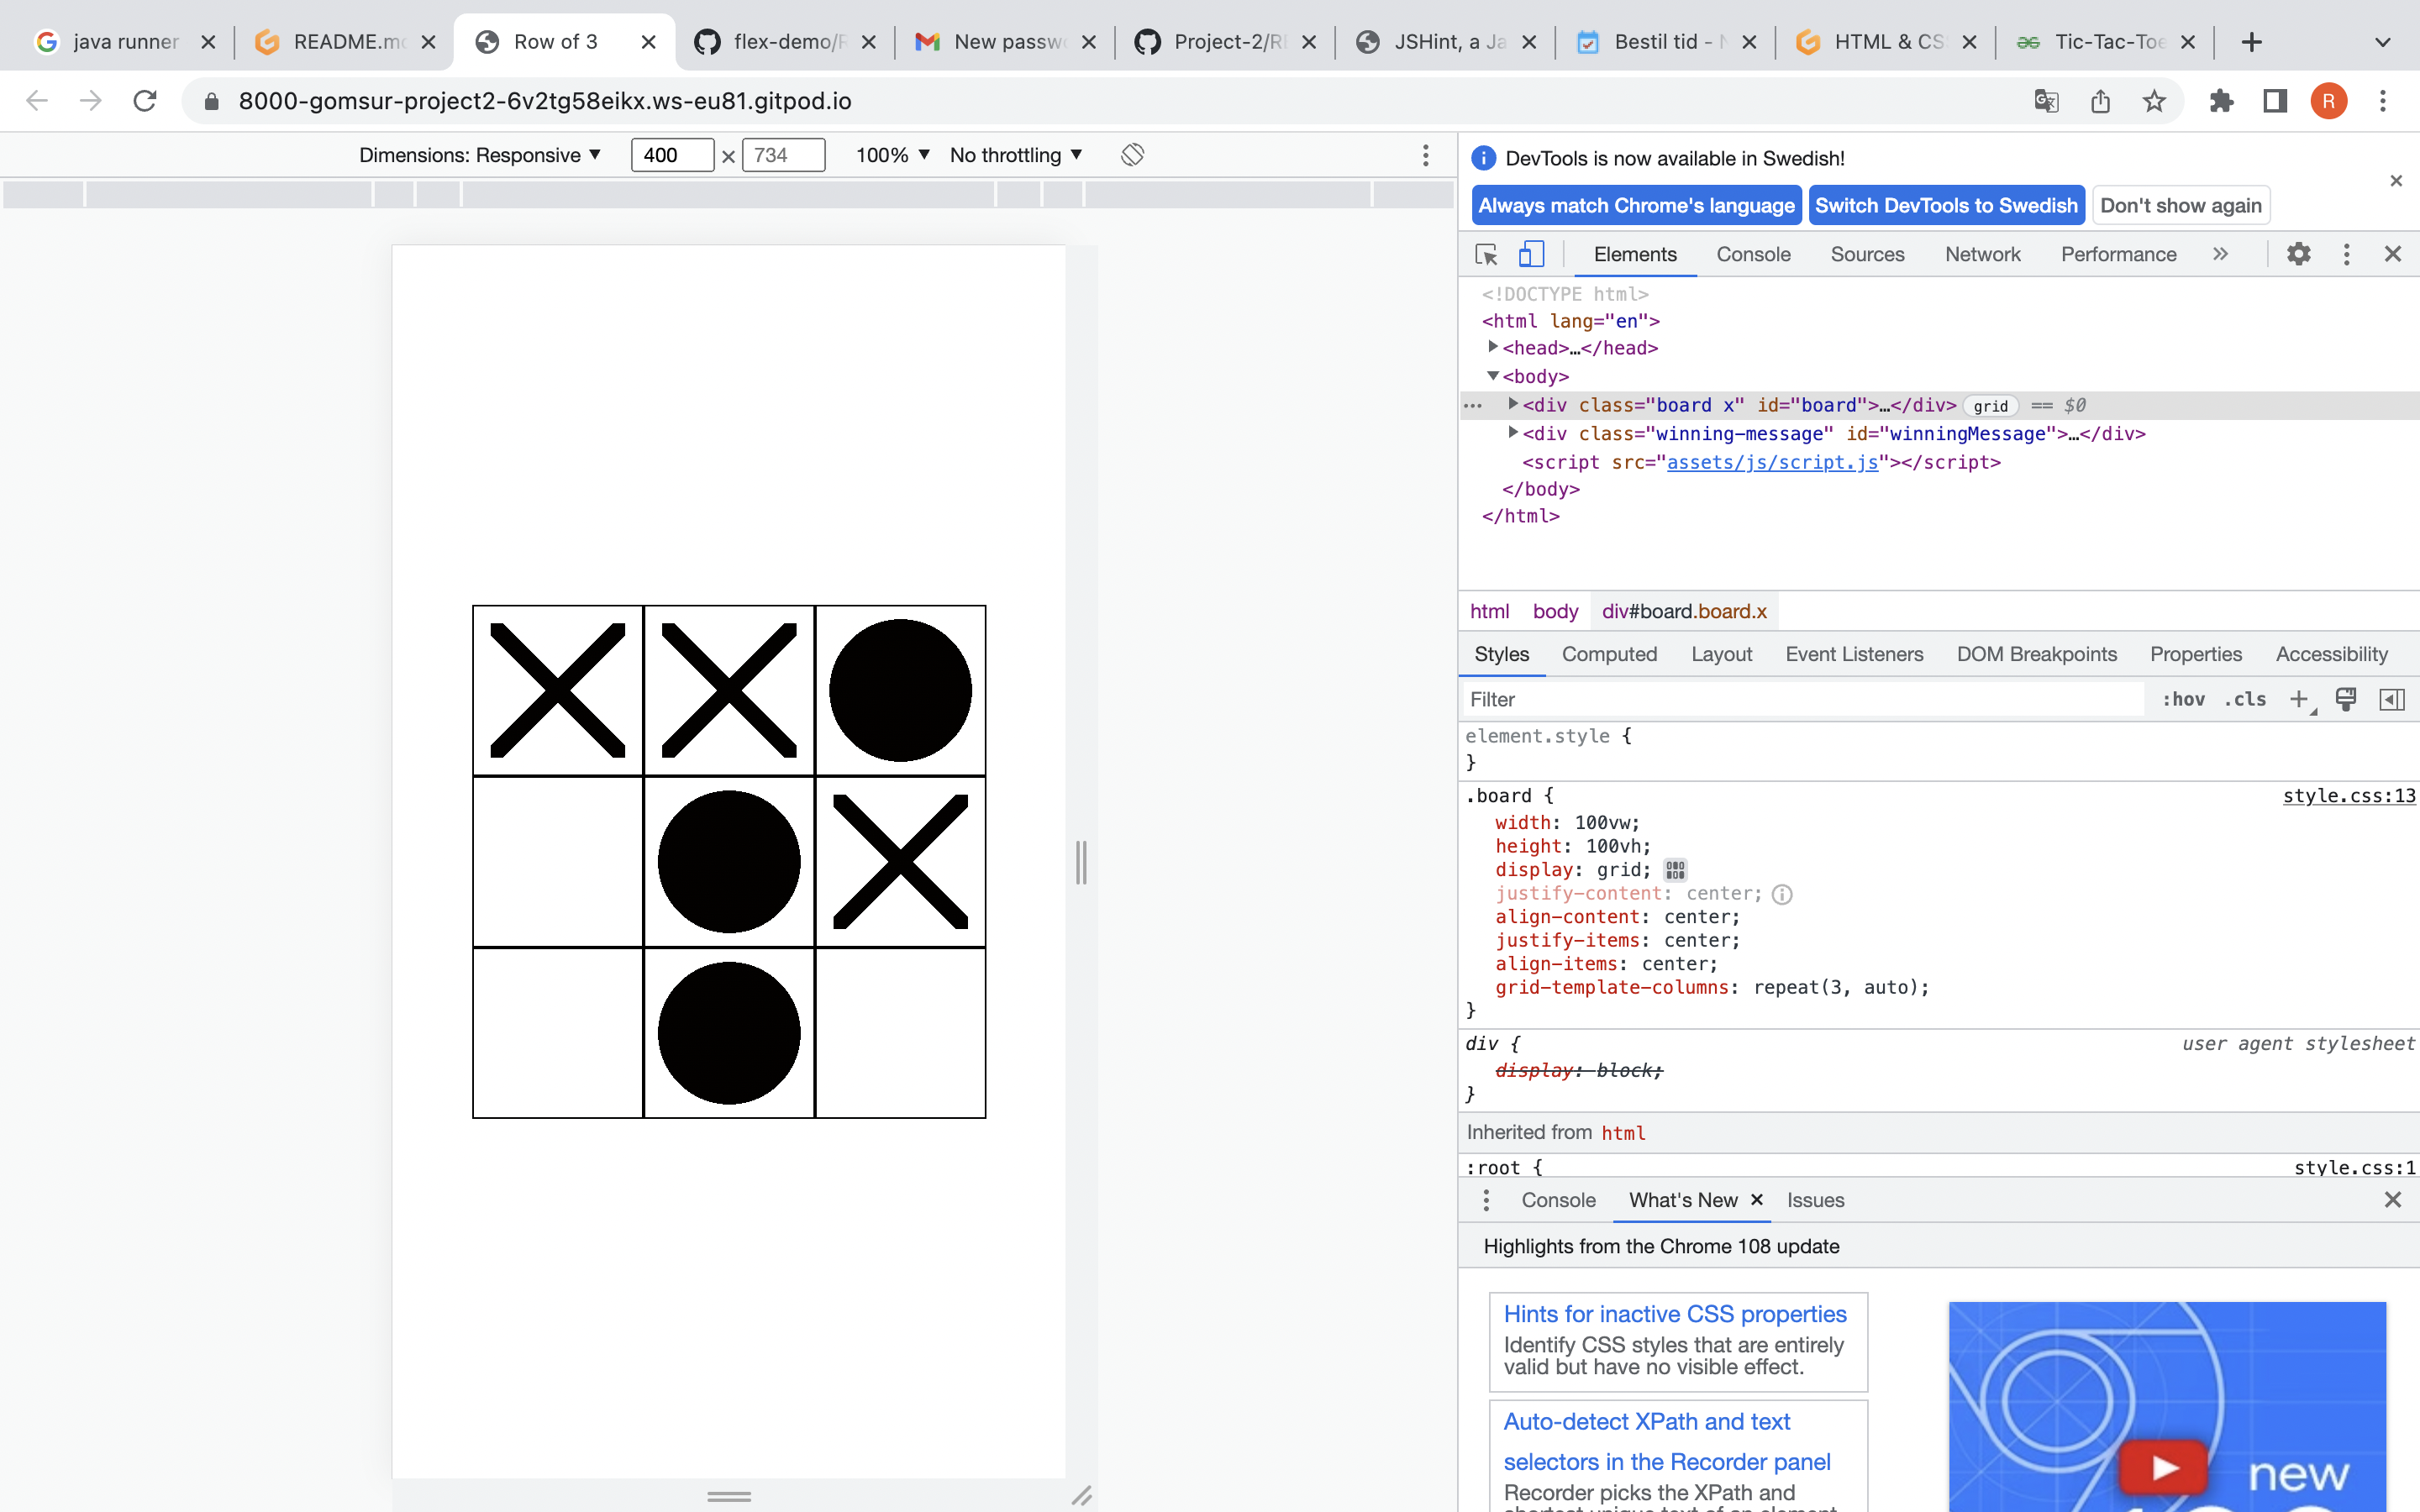 java runner
README.mc
Row of 3
flex-demo/R
New passw
Project-2/R
JSHint, a Ja
Bestil tid -
HTML & CS
Tic-Tac-Toe
8000-gomsur-project2-6v2tg58eikx.ws-eu81.gitpod.io
R
Dimensions: Responsive
400 × 734
100%
No throttling
DevTools is now available in Swedish!
Always match Chrome's language
Switch DevTools to Swedish
Don't show again
Elements
Console
Sources
Network
Performance
<!DOCTYPE html>
<html lang="en">
<head>…</head>
<body>
<div class="board x" id="board">…</div> grid == $0
<div class="winning-message" id="winningMessage">…</div>
<script src="assets/js/script.js"></script>
</body>
</html>
html body div#board.board.x
Styles
Computed
Layout
Event Listeners
DOM Breakpoints
Properties
Accessibility
Filter
:hov .cls
element.style {
}
.board { style.css:13
width: 100vw;
height: 100vh;
display: grid;
justify-content: center;
align-content: center;
justify-items: center;
align-items: center;
grid-template-columns: repeat(3, auto);
}
div { user agent stylesheet
display: block;
}
Inherited from html
:root { style.css:1
Console
What's New
Issues
Highlights from the Chrome 108 update
Hints for inactive CSS properties
Identify CSS styles that are entirely
valid but have no visible effect.
Auto-detect XPath and text
selectors in the Recorder panel
Recorder picks the XPath and
new